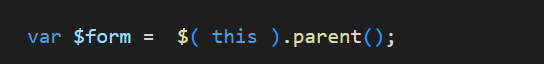 var $form =  $( this ).parent();